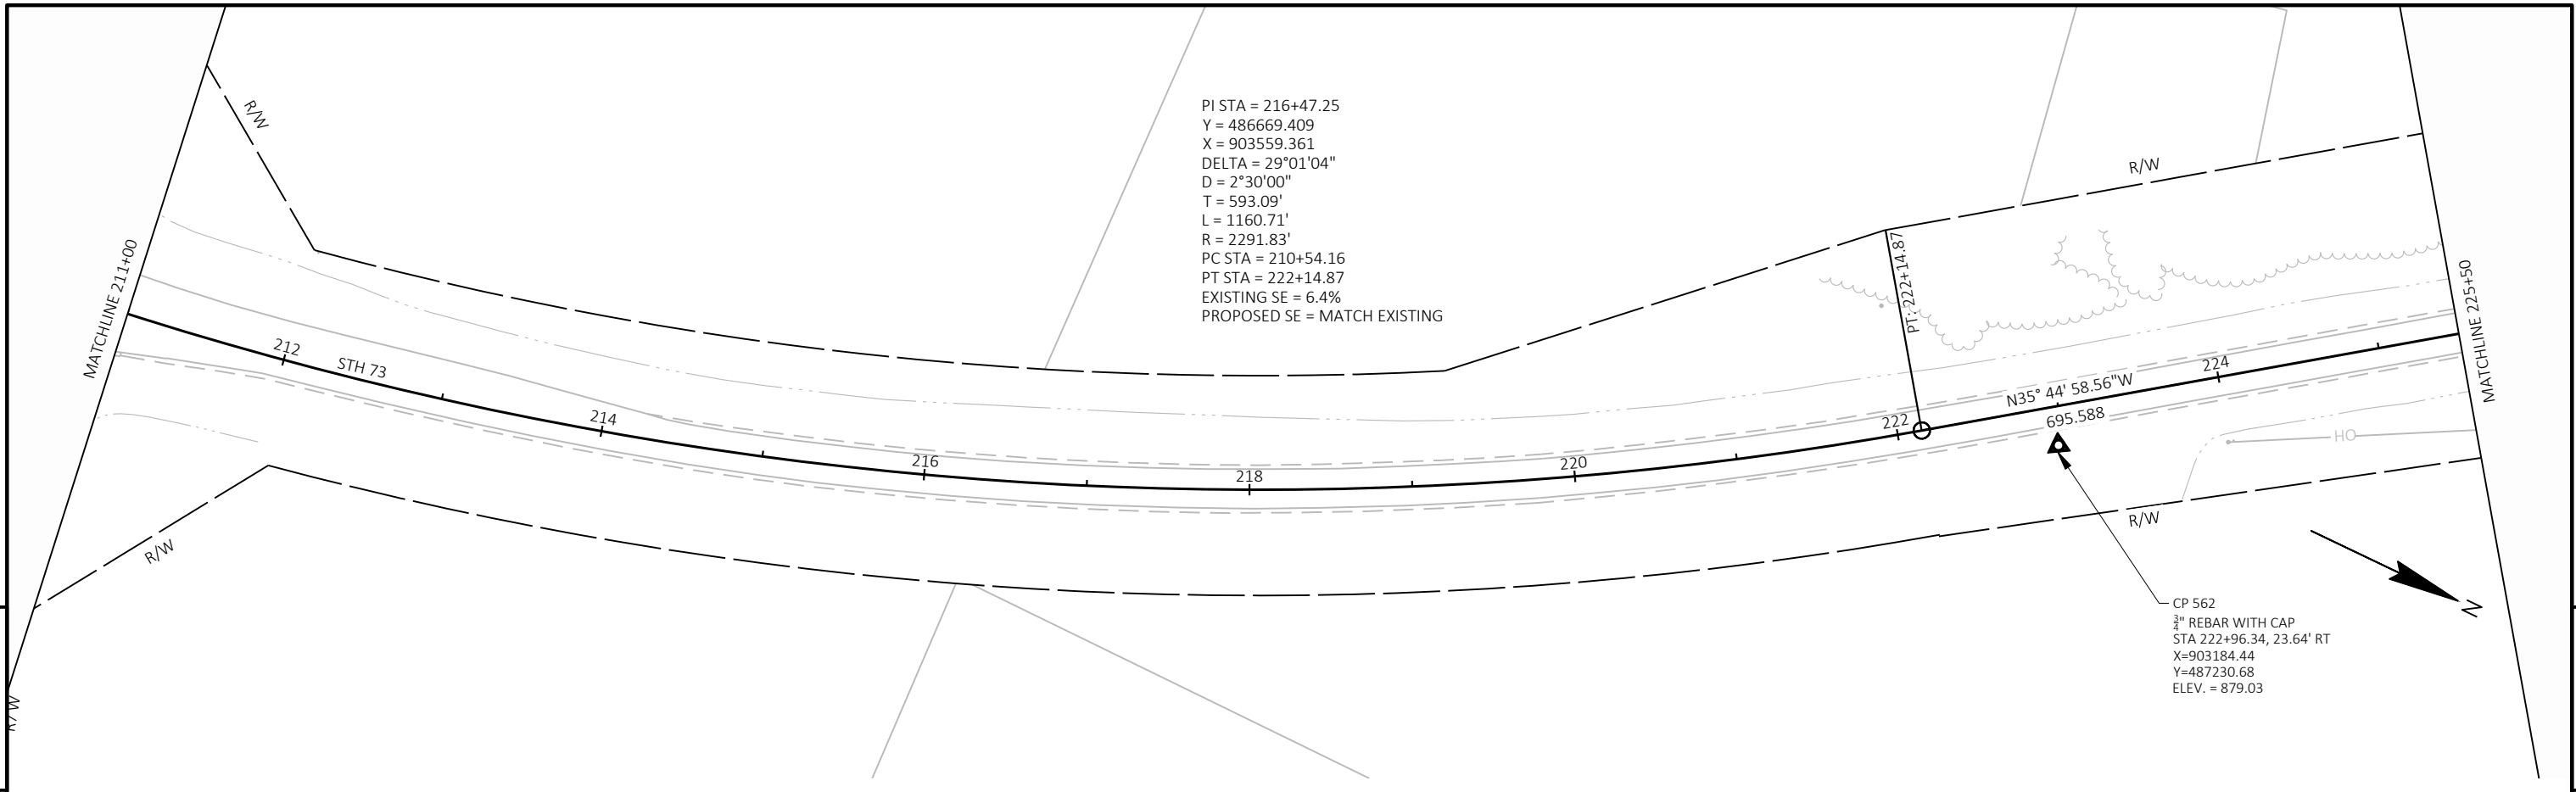 R/W
MATCHLINE 211+00
212
STH 73
214
216
218
220
222
224
R/W
R/W
PI STA = 216+47.25
Y = 486669.409
X = 903559.361
DELTA = 29°01'04"
D = 2°30'00"
T = 593.09'
L = 1160.71'
R = 2291.83'
PC STA = 210+54.16
PT STA = 222+14.87
EXISTING SE = 6.4%
PROPOSED SE = MATCH EXISTING
PT: 222+14.87
R/W
N35° 44' 58.56"W
695.588
MATCHLINE 225+50
HO
R/W
N
CP 562
¾" REBAR WITH CAP
STA 222+96.34, 23.64' RT
X=903184.44
Y=487230.68
ELEV. = 879.03